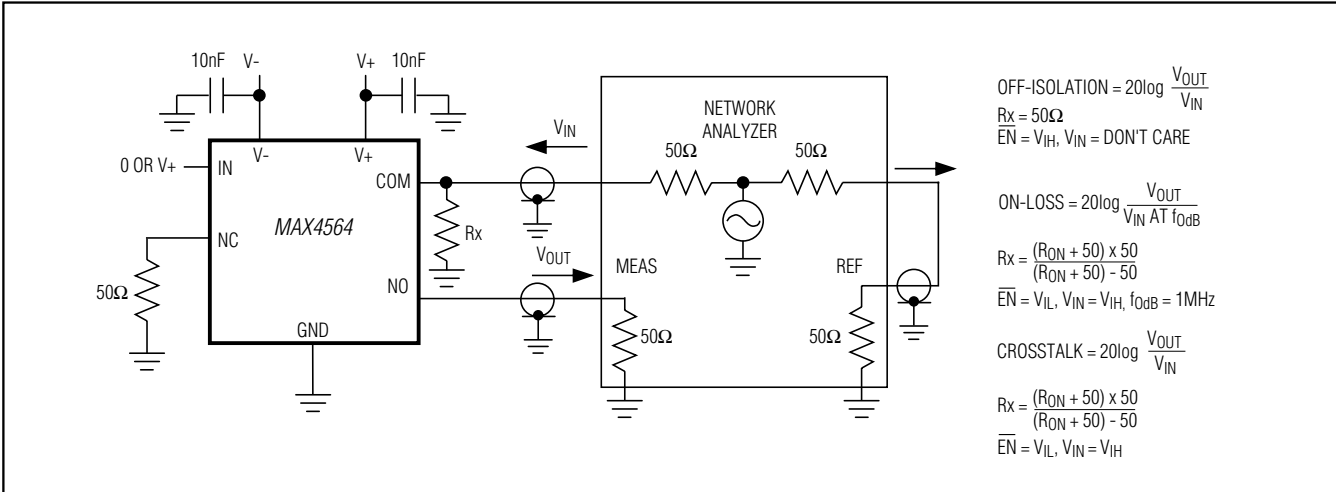 10nF
V-
V+
10nF
0 OR V+
IN
V-
V+
COM
MAX4564
NC
NO
GND
50Ω
Rx
V_IN
V_OUT
NETWORK
ANALYZER
50Ω
50Ω
MEAS
REF
50Ω
50Ω
OFF-ISOLATION = 20log V_OUT / V_IN
Rx = 50Ω
E̅N̅ = V_IH, V_IN = DON'T CARE
ON-LOSS = 20log V_OUT / V_IN AT f_0dB
Rx = (R_ON + 50) x 50 / (R_ON + 50) - 50
E̅N̅ = V_IL, V_IN = V_IH, f_0dB = 1MHz
CROSSTALK = 20log V_OUT / V_IN
Rx = (R_ON + 50) x 50 / (R_ON + 50) - 50
E̅N̅ = V_IL, V_IN = V_IH